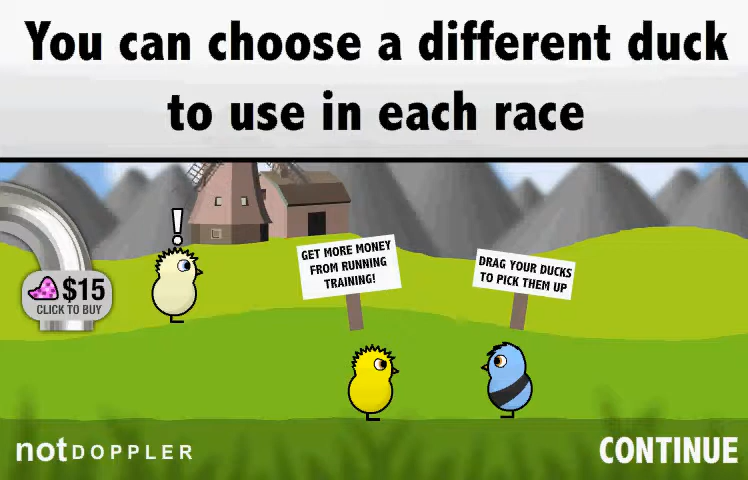 You can choose a different duck
to use in each race
!
GET MORE MONEY
FROM RUNNING
TRAINING!
DRAG YOUR DUCKS
TO PICK THEM UP
$15
CLICK TO BUY
notDOPPLER
CONTINUE